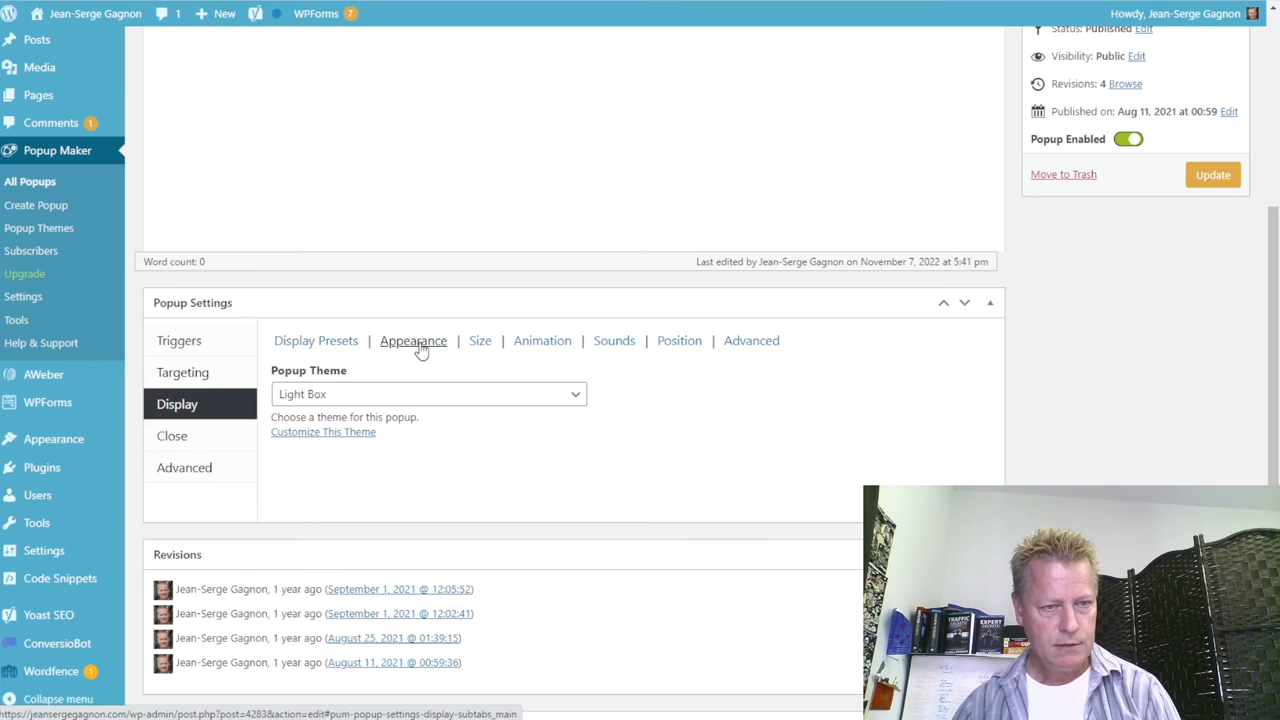 Jean-Serge Gagnon 1 New WPForms 7 Howdy, Jean-Serge Gagnon
Posts
Media
Pages
Comments 1
Popup Maker
All Popups
Create Popup
Popup Themes
Subscribers
Upgrade
Settings
Tools
Help & Support
AWeber
WPForms
Appearance
Plugins
Users
Tools
Settings
Code Snippets
Yoast SEO
ConversioBot
Wordfence 1
Collapse menu
Status: Published Edit
Visibility: Public Edit
Revisions: 4 Browse
Published on: Aug 11, 2021 at 00:59 Edit
Popup Enabled
Move to Trash Update
Word count: 0 Last edited by Jean-Serge Gagnon on November 7, 2022 at 5:41 pm
Popup Settings
Triggers
Targeting
Display
Close
Advanced
Display Presets | Appearance | Size | Animation | Sounds | Position | Advanced
Popup Theme
Light Box
Choose a theme for this popup.
Customize This Theme
Revisions
Jean-Serge Gagnon, 1 year ago (September 1, 2021 @ 12:05:52)
Jean-Serge Gagnon, 1 year ago (September 1, 2021 @ 12:02:41)
Jean-Serge Gagnon, 1 year ago (August 25, 2021 @ 01:39:15)
Jean-Serge Gagnon, 1 year ago (August 11, 2021 @ 00:59:36)
TRAFFIC SECRETS
EXPERT SECRETS
https://jeansergegagnon.com/wp-admin/post.php?post=4283&action=edit#pum-popup-settings-display-subtabs_main